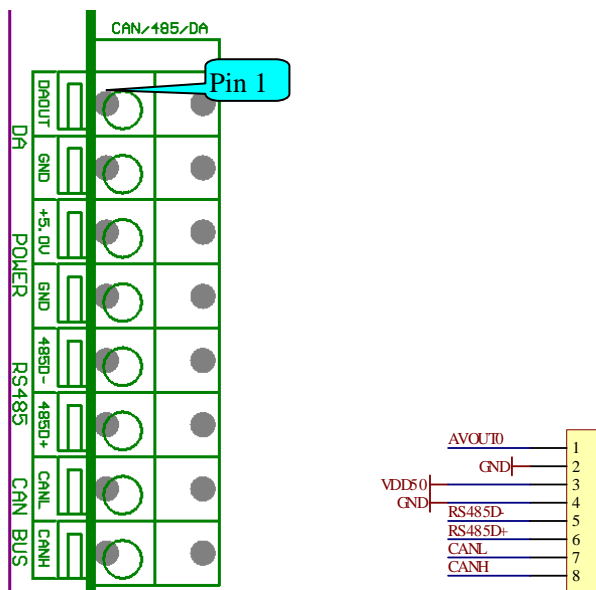 CAN/485/DA
Pin 1
DAOUT
GND
+5.0V
GND
485D-
485D+
CANL
CANH
DA
POWER
RS485
CAN BUS
AVOUT0
1
GND
2
VDD50
3
GND
4
RS485D-
5
RS485D+
6
CANL
7
CANH
8